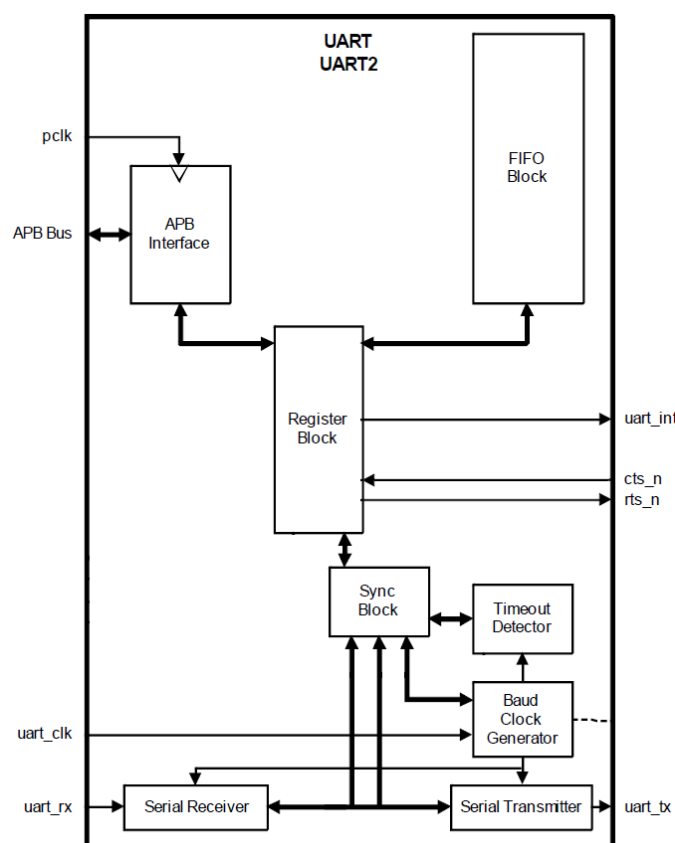 UART
UART2
pclk
FIFO
Block
APB
Interface
APB Bus
Register
Block
uart_int
cts_n
rts_n
Sync
Block
Timeout
Detector
Baud
Clock
Generator
uart_clk
uart_rx
Serial Receiver
Serial Transmitter
uart_tx